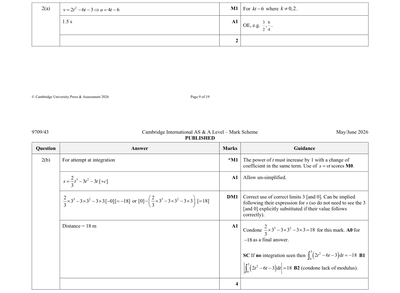 2(a)
v = 2t² − 6t − 3 ⇒ a = 4t − 6
M1
For kt − 6 where k ≠ 0, 2.
1.5 s
A1
OE, e.g. 3/2, 6/4.
2
© Cambridge University Press & Assessment 2026
Page 9 of 19
9709/43
Cambridge International AS & A Level – Mark Scheme
PUBLISHED
May/June 2026
Question
Answer
Marks
Guidance
2(b)
For attempt at integration
*M1
The power of t must increase by 1 with a change of
coefficient in the same term. Use of s = vt scores M0.
s = 2/3 t³ − 3t² − 3t [+c]
A1
Allow un-simplified.
2/3 × 3³ − 3 × 3² − 3 × 3 [−0] [= −18] or [0] − (2/3 × 3³ − 3 × 3² − 3 × 3) [= 18]
DM1
Correct use of correct limits 3 [and 0]. Can be implied
following their expression for s (so do not need to see the 3
[and 0] explicitly substituted if their value follows
correctly).
Distance = 18 m
A1
Condone 2/3 × 3³ − 3 × 3² − 3 × 3 = 18 for this mark. A0 for
−18 as a final answer.
SC If no integration seen then ∫₀³ (2t² − 6t − 3) dt = −18 B1
|∫₀³ (2t² − 6t − 3) dt| = 18 B2 (condone lack of modulus).
4